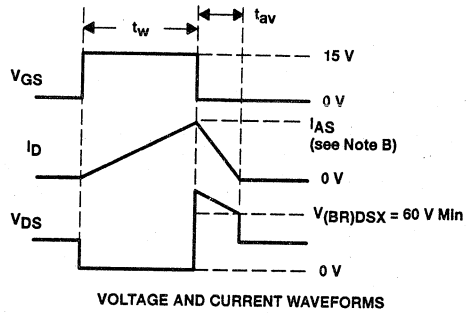 tw
tav
15 V
VGS
0 V
IAS
(see Note B)
ID
0 V
VDS
V(BR)DSX = 60 V Min
0 V
VOLTAGE AND CURRENT WAVEFORMS